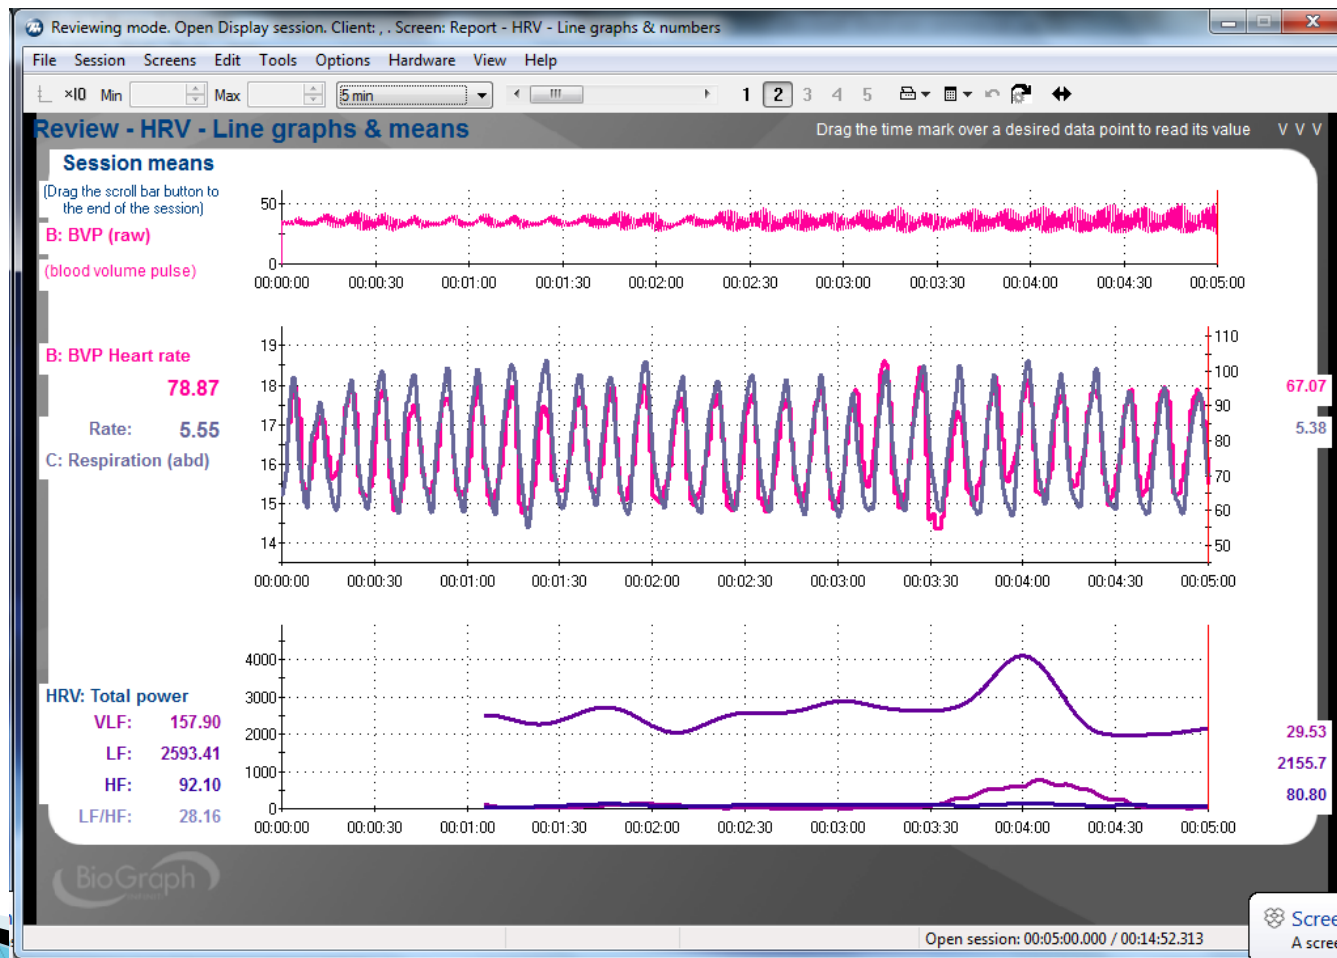 Reviewing mode. Open Display session. Client: , . Screen: Report - HRV - Line graphs & numbers
File Session Screens Edit Tools Options Hardware View Help
×10 Min Max 5 min 1 2 3 4 5
Review - HRV - Line graphs & means
Drag the time mark over a desired data point to read its value V V V
Session means
(Drag the scroll bar button to
the end of the session)
B: BVP (raw)
(blood volume pulse)
50
0
00:00:00 00:00:30 00:01:00 00:01:30 00:02:00 00:02:30 00:03:00 00:03:30 00:04:00 00:04:30 00:05:00
B: BVP Heart rate
78.87
Rate: 5.55
C: Respiration (abd)
19
18
17
16
15
14
110
100
90
80
70
60
50
67.07
5.38
00:00:00 00:00:30 00:01:00 00:01:30 00:02:00 00:02:30 00:03:00 00:03:30 00:04:00 00:04:30 00:05:00
HRV: Total power
VLF: 157.90
LF: 2593.41
HF: 92.10
LF/HF: 28.16
4000
3000
2000
1000
0
29.53
2155.7
80.80
00:00:00 00:00:30 00:01:00 00:01:30 00:02:00 00:02:30 00:03:00 00:03:30 00:04:00 00:04:30 00:05:00
BioGraph
Open session: 00:05:00.000 / 00:14:52.313
Scree
A scree